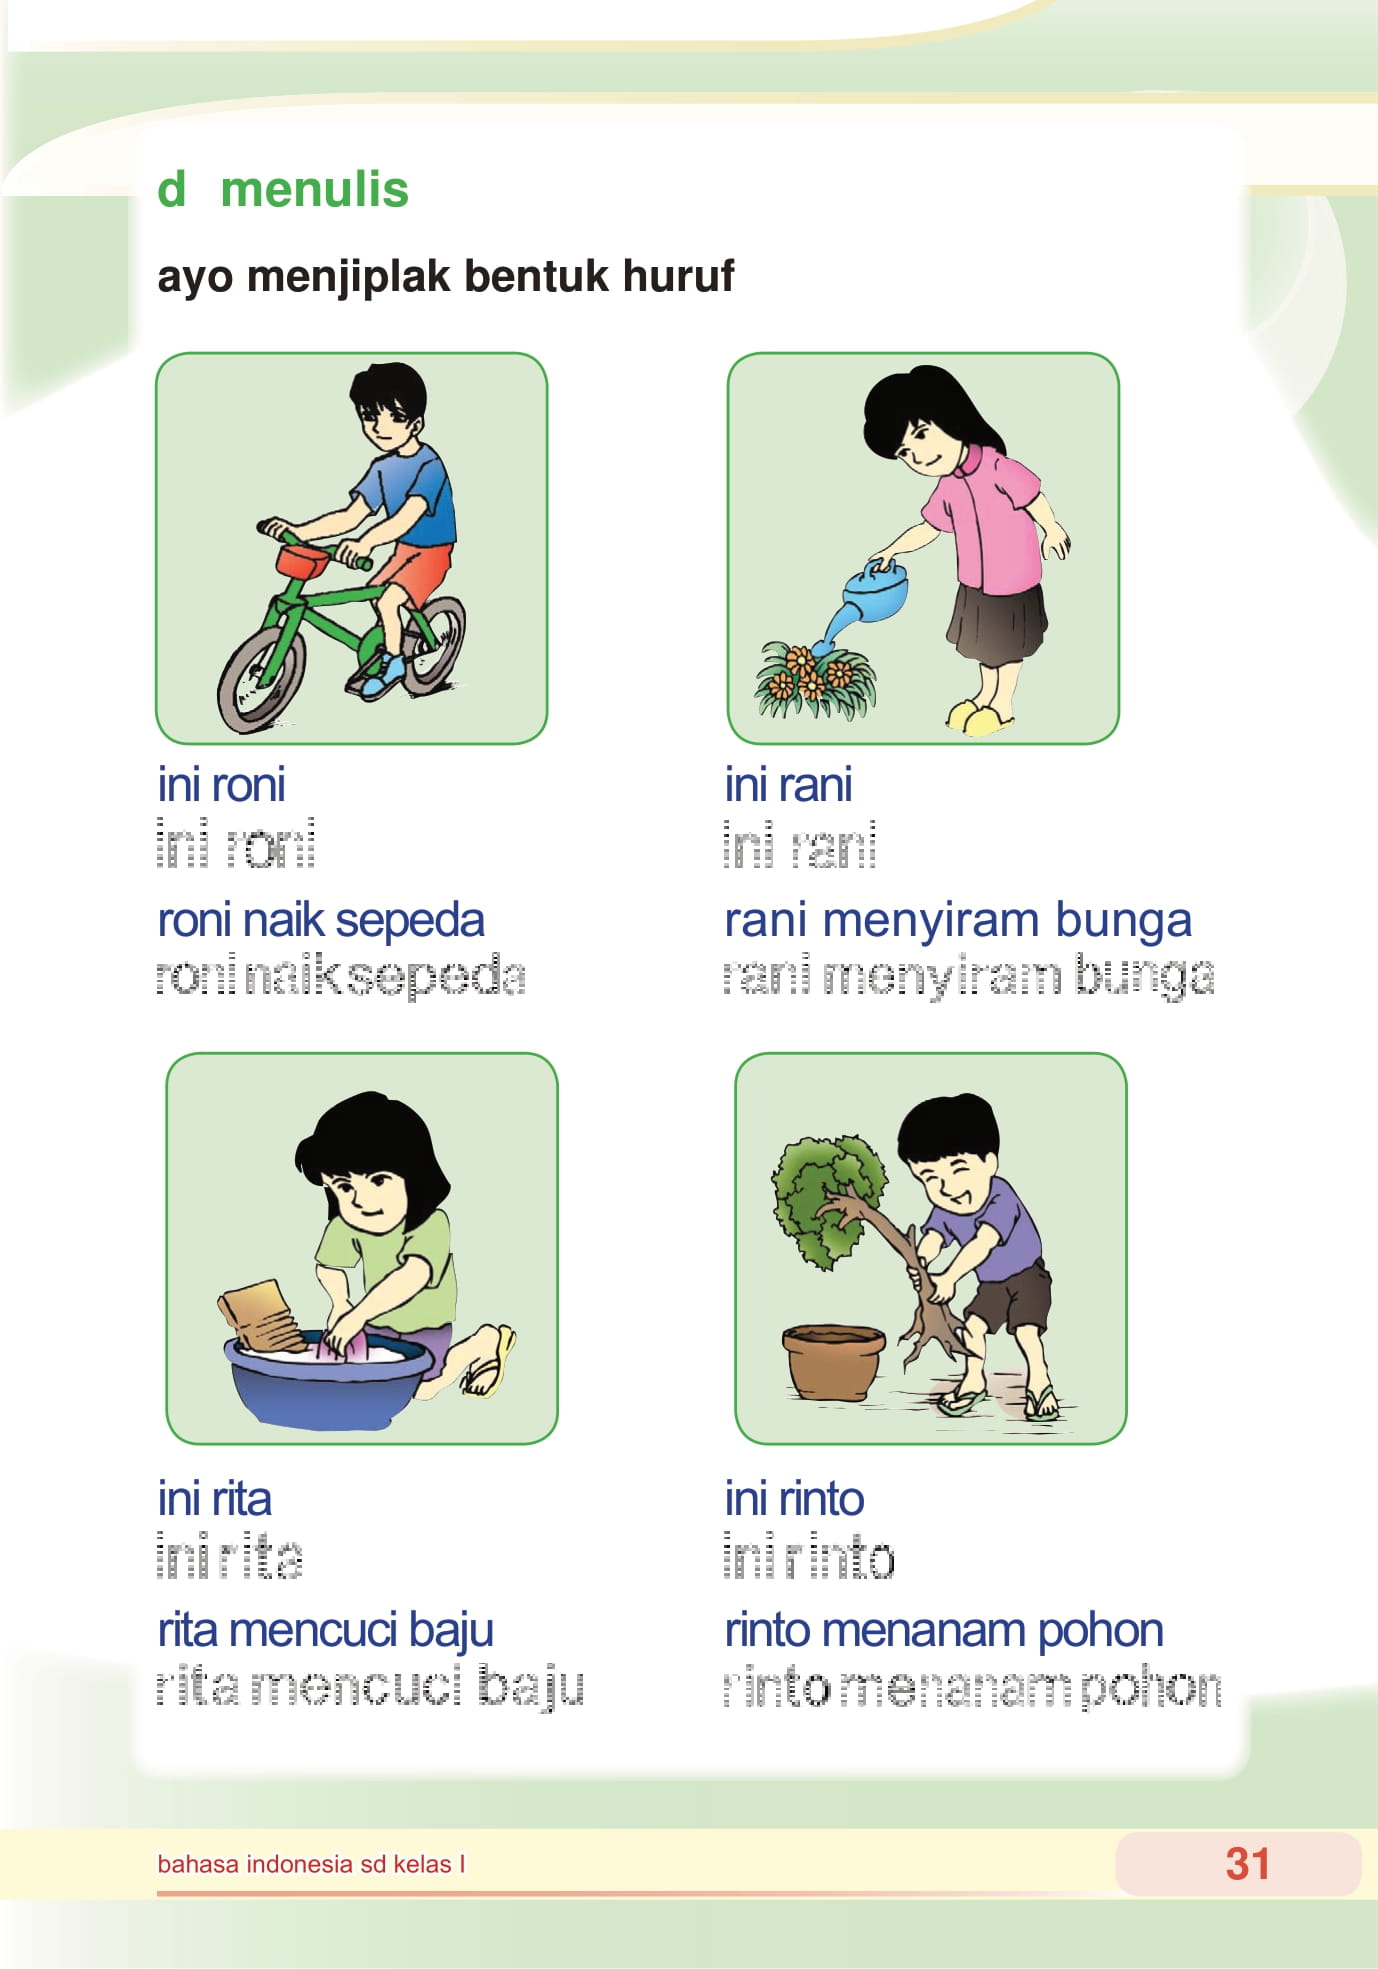 d menulis
ayo menjiplak bentuk huruf
ini roni
ini roni
roni naik sepeda
roni naik sepeda
ini rani
ini rani
rani menyiram bunga
rani menyiram bunga
ini rita
ini rita
rita mencuci baju
rita mencuci baju
ini rinto
ini rinto
rinto menanam pohon
rinto menanam pohon
bahasa indonesia sd kelas I
31